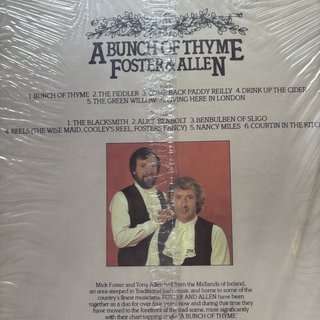 A BUNCH OF THYME
FOSTER & ALLEN
1. BUNCH OF THYME 2. THE FIDDLER 3. COME BACK PADDY REILLY 4. DRINK UP THE CIDER
5. THE GREEN WILLOW 6. LIVING HERE IN LONDON
1. THE BLACKSMITH 2. ALICE BENBOLT 3. BENBULBEN OF SLIGO
4. REELS (THE WISE MAID, COOLEY'S REEL, FOSTERS FANCY) 5. NANCY MILES 6. COURTIN IN THE KITCH
Mick Foster and Tony Allen hail from the Midlands of Ireland,
an area steeped in Traditional Irish music and home to some of the
country's finest musicians. FOSTER AND ALLEN have been
together as a duo for over four years now and during that time they
have moved to the forefront of the trad scene, more significantly
with their chart topping single "A BUNCH OF THYME